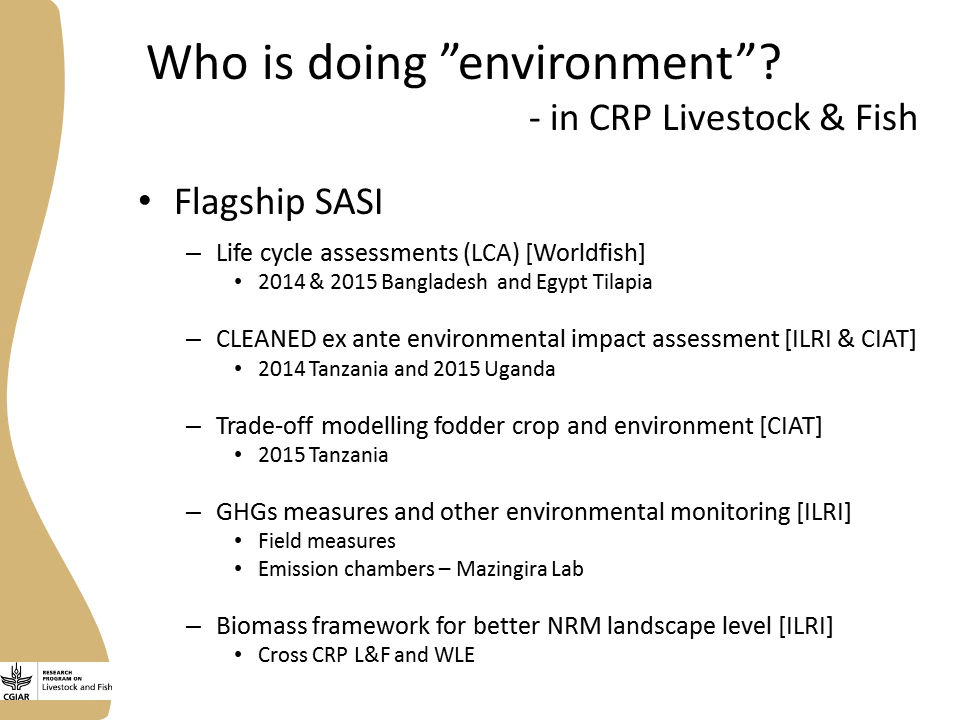 Who is doing ”environment”?
- in CRP Livestock & Fish
• Flagship SASI
– Life cycle assessments (LCA) [Worldfish]
• 2014 & 2015 Bangladesh and Egypt Tilapia
– CLEANED ex ante environmental impact assessment [ILRI & CIAT]
• 2014 Tanzania and 2015 Uganda
– Trade-off modelling fodder crop and environment [CIAT]
• 2015 Tanzania
– GHGs measures and other environmental monitoring [ILRI]
• Field measures
• Emission chambers – Mazingira Lab
– Biomass framework for better NRM landscape level [ILRI]
• Cross CRP L&F and WLE
CGIAR
RESEARCH
PROGRAM ON
Livestock and Fish